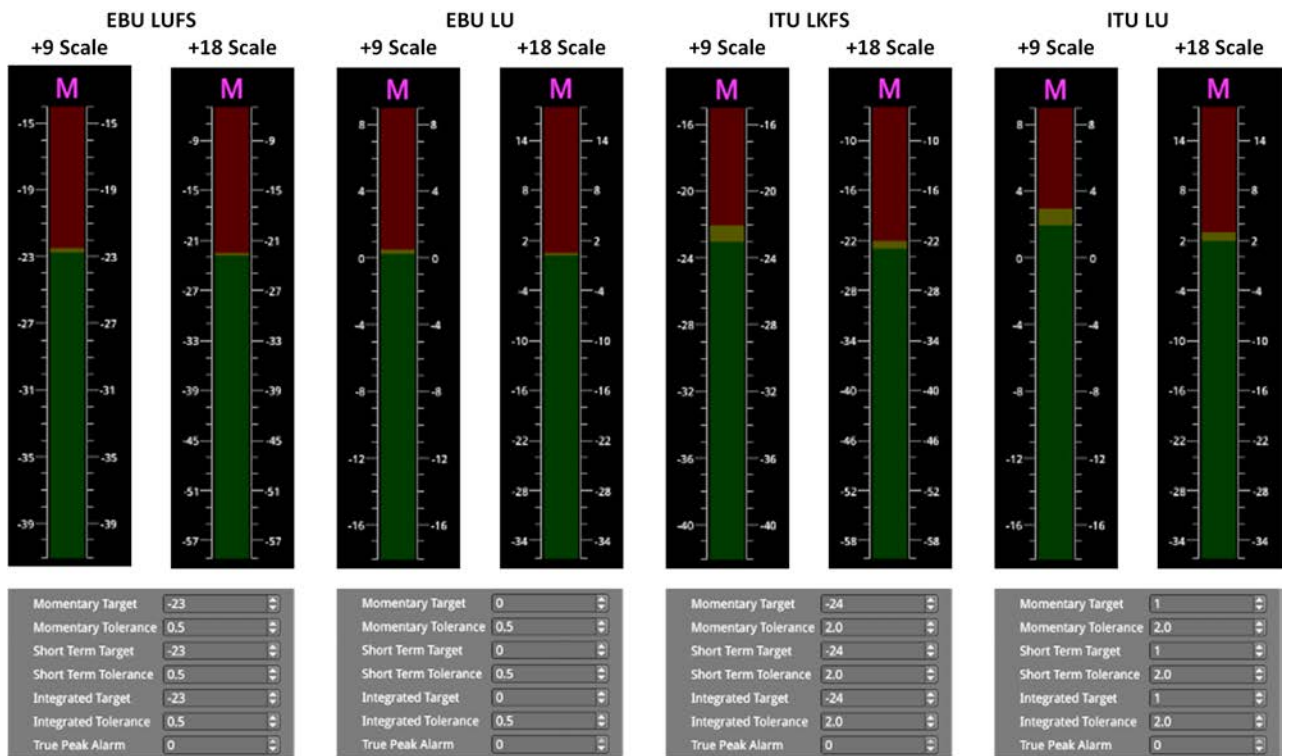 EBU LUFS EBU LU ITU LKFS ITU LU
+9 Scale +18 Scale +9 Scale +18 Scale +9 Scale +18 Scale +9 Scale +18 Scale
M M M M M M M M
-15 -15
-19 -19
-23 -23
-27 -27
-31 -31
-35 -35
-39 -39
-9 -9
-15 -15
-21 -21
-27 -27
-33 -33
-39 -39
-45 -45
-51 -51
-57 -57
8 8
4 4
0 0
-4 -4
-8 -8
-12 -12
-16 -16
14 14
8 8
2 2
-4 -4
-10 -10
-16 -16
-22 -22
-28 -28
-34 -34
-16 -16
-20 -20
-24 -24
-28 -28
-32 -32
-36 -36
-40 -40
-10 -10
-16 -16
-22 -22
-28 -28
-34 -34
-40 -40
-46 -46
-52 -52
-58 -58
8 8
4 4
0 0
-4 -4
-8 -8
-12 -12
-16 -16
14 14
8 8
2 2
-4 -4
-10 -10
-16 -16
-22 -22
-28 -28
-34 -34
Momentary Target -23
Momentary Tolerance 0.5
Short Term Target -23
Short Term Tolerance 0.5
Integrated Target -23
Integrated Tolerance 0.5
True Peak Alarm 0
Momentary Target 0
Momentary Tolerance 0.5
Short Term Target 0
Short Term Tolerance 0.5
Integrated Target 0
Integrated Tolerance 0.5
True Peak Alarm 0
Momentary Target -24
Momentary Tolerance 2.0
Short Term Target -24
Short Term Tolerance 2.0
Integrated Target -24
Integrated Tolerance 2.0
True Peak Alarm 0
Momentary Target 1
Momentary Tolerance 2.0
Short Term Target 1
Short Term Tolerance 2.0
Integrated Target 1
Integrated Tolerance 2.0
True Peak Alarm 0